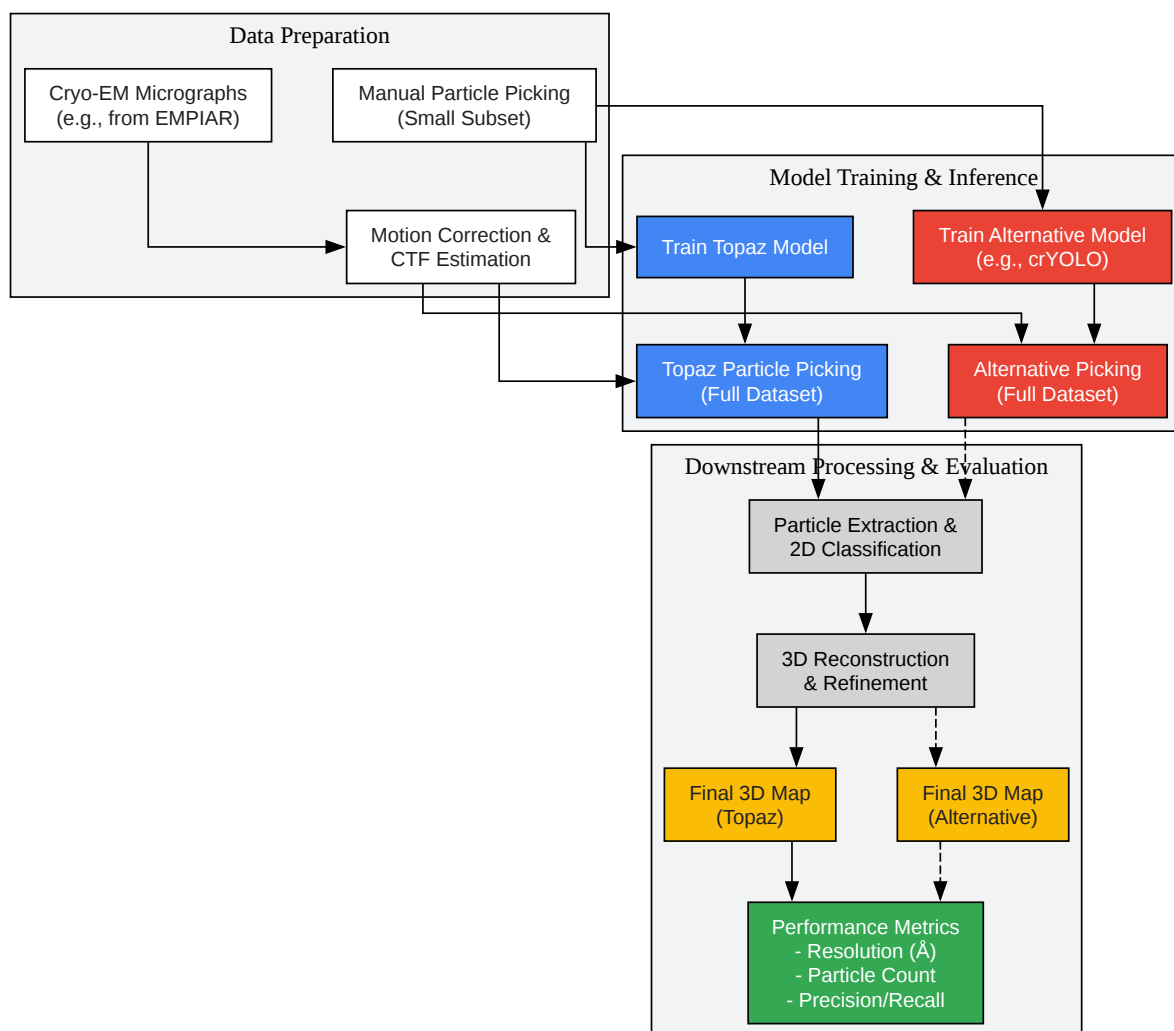 Data Preparation
Cryo-EM Micrographs
(e.g., from EMPIAR)
Manual Particle Picking
(Small Subset)
Motion Correction &
CTF Estimation
Model Training & Inference
Train Topaz Model
Train Alternative Model
(e.g., crYOLO)
Topaz Particle Picking
(Full Dataset)
Alternative Picking
(Full Dataset)
Downstream Processing & Evaluation
Particle Extraction &
2D Classification
3D Reconstruction
& Refinement
Final 3D Map
(Topaz)
Final 3D Map
(Alternative)
Performance Metrics
- Resolution (Å)
- Particle Count
- Precision/Recall